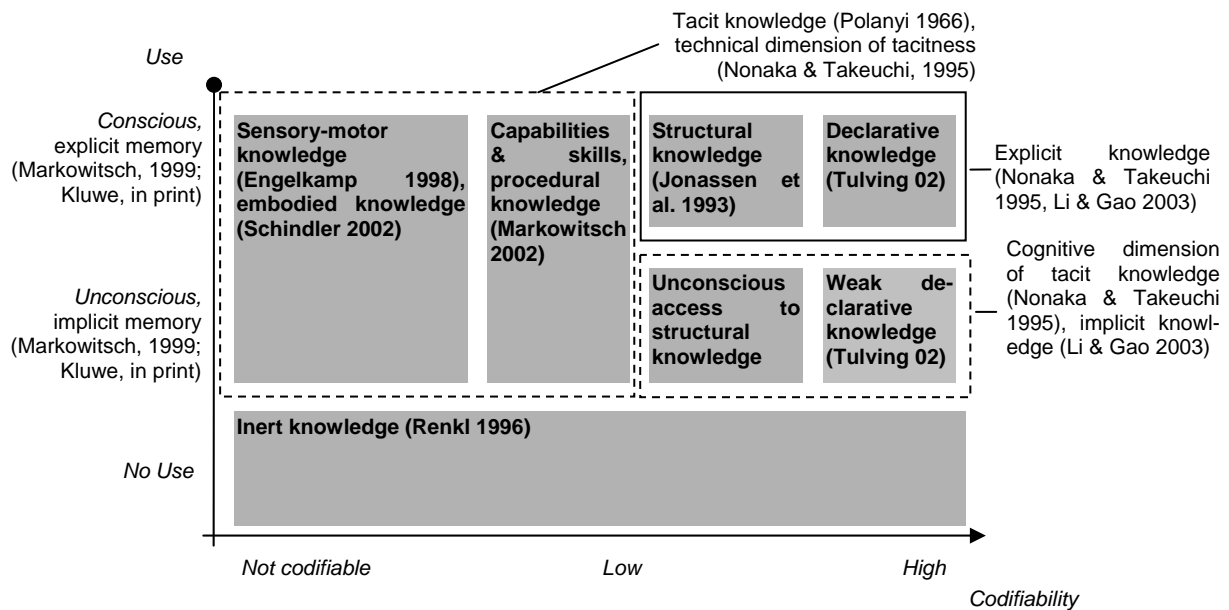 Tacit knowledge (Polanyi 1966),
technical dimension of tacitness
(Nonaka & Takeuchi, 1995)
Use
Conscious,
explicit memory
(Markowitsch, 1999;
Kluwe, in print)
Sensory-motor
knowledge
(Engelkamp 1998),
embodied knowledge
(Schindler 2002)
Capabilities
& skills,
procedural
knowledge
(Markowitsch
2002)
Structural
knowledge
(Jonassen et
al. 1993)
Declarative
knowledge
(Tulving 02)
Explicit knowledge
(Nonaka & Takeuchi
1995, Li & Gao 2003)
Unconscious,
implicit memory
(Markowitsch, 1999;
Kluwe, in print)
Unconscious
access to
structural
knowledge
Weak de-
clarative
knowledge
(Tulving 02)
Cognitive dimension
of tacit knowledge
(Nonaka & Takeuchi
1995), implicit knowl-
edge (Li & Gao 2003)
Inert knowledge (Renkl 1996)
No Use
Not codifiable
Low
High
Codifiability